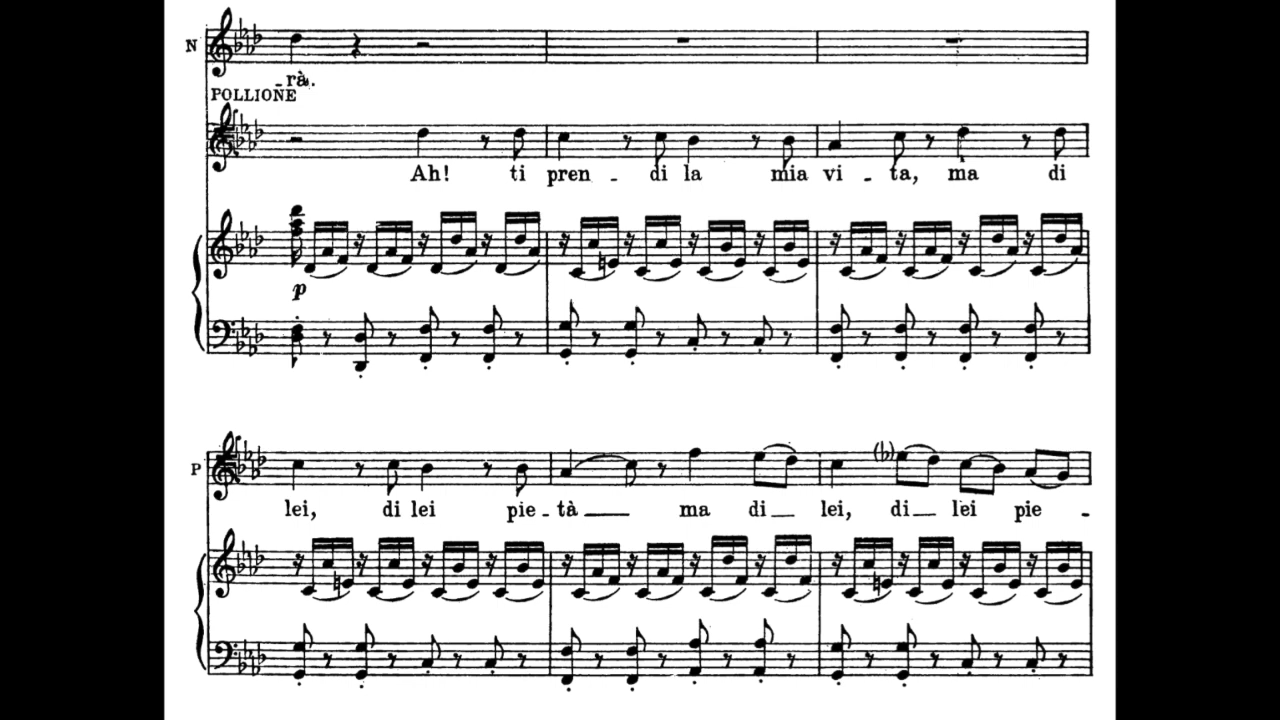 N
rà.
POLLIONE
Ah! ti pren - di la mia vi - ta, ma di
p
P
lei, di lei pie - tà ma di lei, di lei pie -